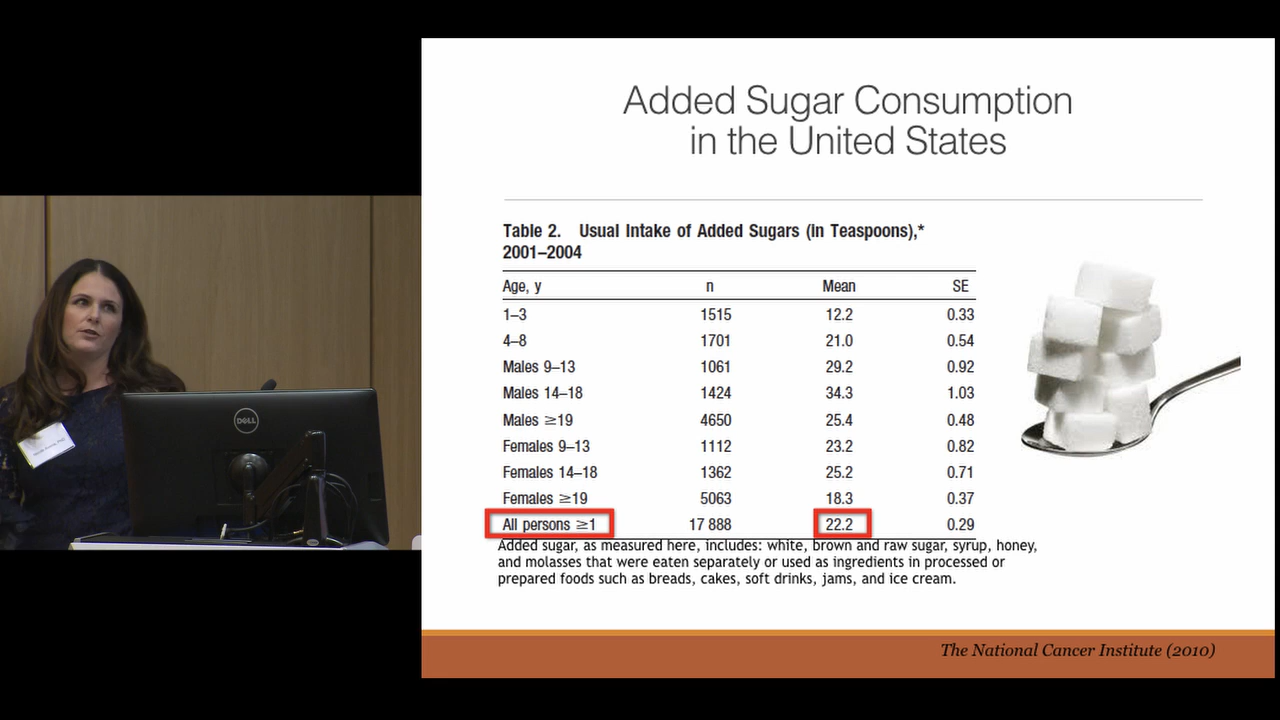 Added Sugar Consumption
in the United States
Table 2. Usual Intake of Added Sugars (in Teaspoons),*
2001–2004
Age, y n Mean SE
1–3 1515 12.2 0.33
4–8 1701 21.0 0.54
Males 9–13 1061 29.2 0.92
Males 14–18 1424 34.3 1.03
Males ≥19 4650 25.4 0.48
Females 9–13 1112 23.2 0.82
Females 14–18 1362 25.2 0.71
Females ≥19 5063 18.3 0.37
All persons ≥1 17 888 22.2 0.29
Added sugar, as measured here, includes: white, brown and raw sugar, syrup, honey,
and molasses that were eaten separately or used as ingredients in processed or
prepared foods such as breads, cakes, soft drinks, jams, and ice cream.
The National Cancer Institute (2010)
DELL